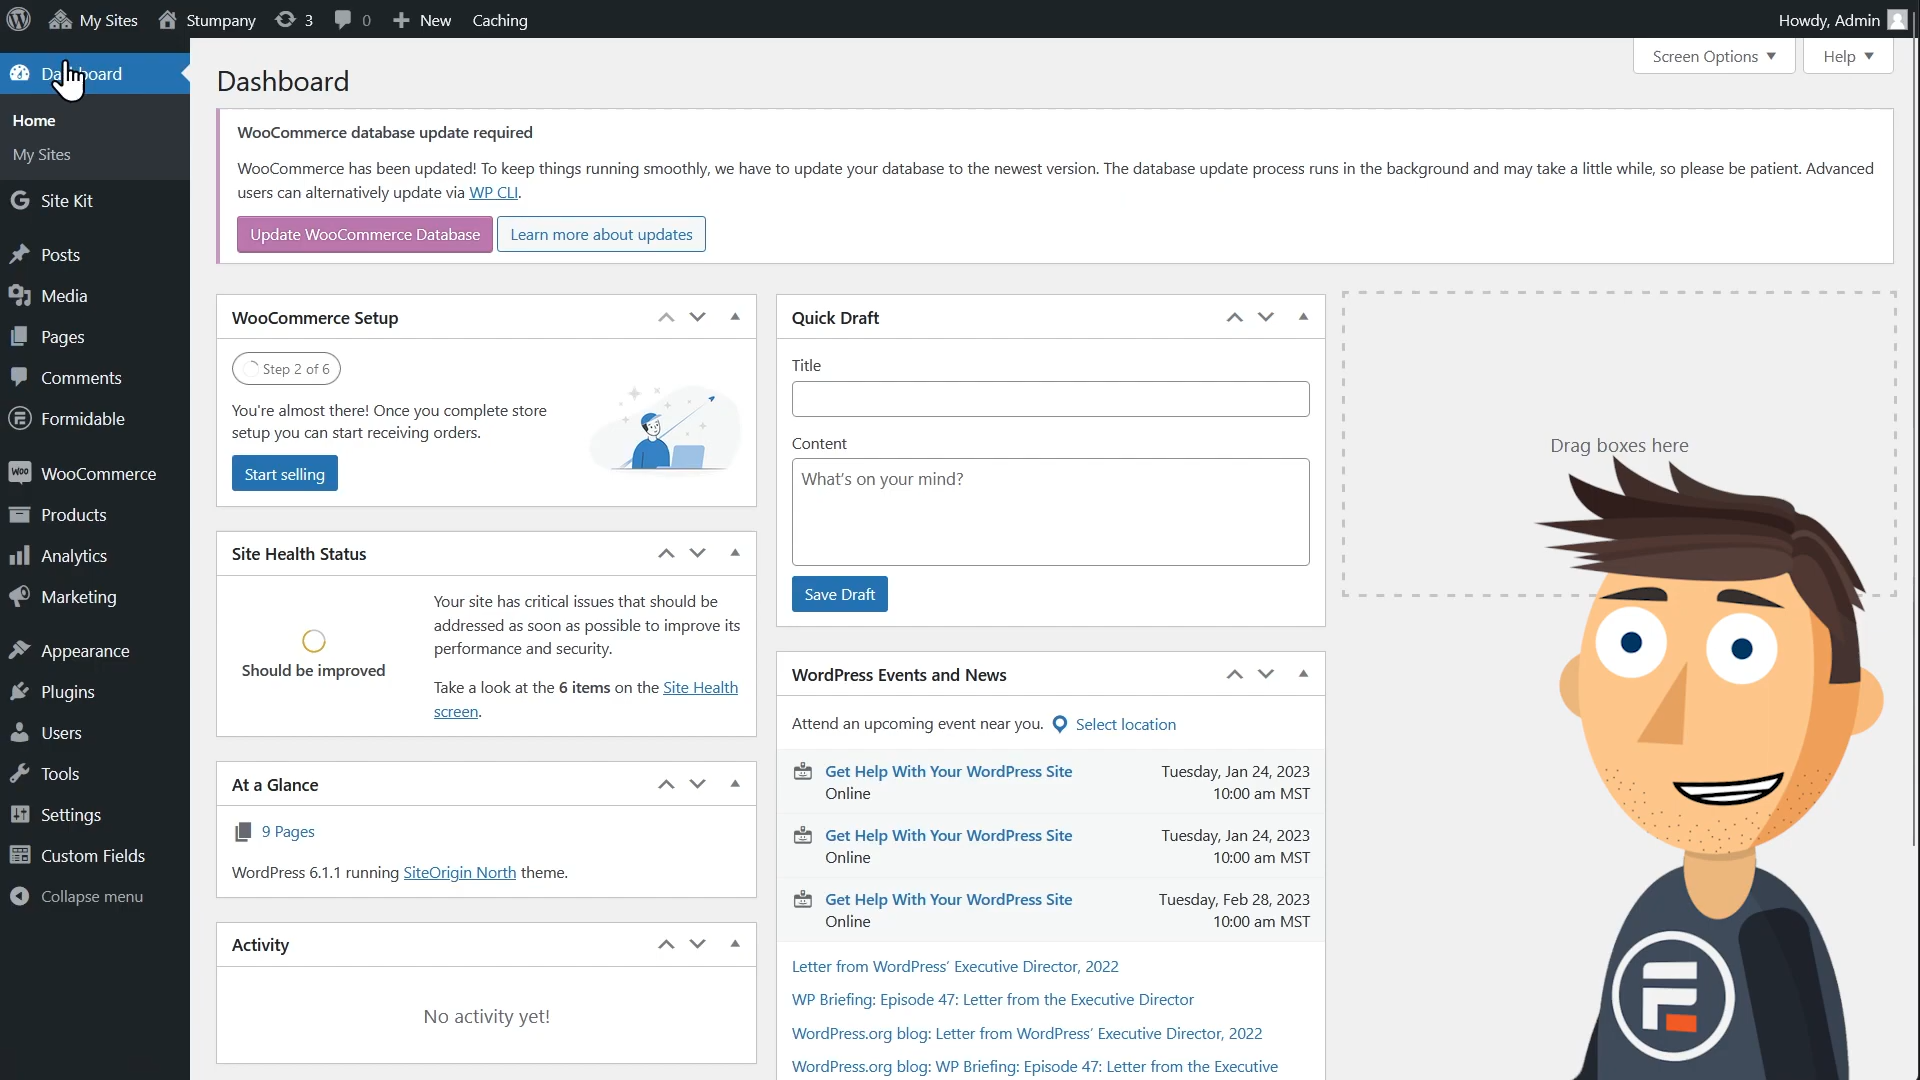 My Sites
Stumpany
3
0
New
Caching
Howdy, Admin
Dashboard
Home
My Sites
Site Kit
Posts
Media
Pages
Comments
Formidable
WooCommerce
Products
Analytics
Marketing
Appearance
Plugins
Users
Tools
Settings
Custom Fields
Collapse menu
Screen Options
Help
Dashboard
WooCommerce database update required
WooCommerce has been updated! To keep things running smoothly, we have to update your database to the newest version. The database update process runs in the background and may take a little while, so please be patient. Advanced
users can alternatively update via WP CLI.
Update WooCommerce Database
Learn more about updates
WooCommerce Setup
Step 2 of 6
You're almost there! Once you complete store
setup you can start receiving orders.
Start selling
Site Health Status
Should be improved
Your site has critical issues that should be
addressed as soon as possible to improve its
performance and security.
Take a look at the 6 items on the Site Health
screen.
At a Glance
9 Pages
WordPress 6.1.1 running SiteOrigin North theme.
Activity
No activity yet!
Quick Draft
Title
Content
What's on your mind?
Save Draft
WordPress Events and News
Attend an upcoming event near you. Select location
Get Help With Your WordPress Site
Online
Tuesday, Jan 24, 2023
10:00 am MST
Get Help With Your WordPress Site
Online
Tuesday, Jan 24, 2023
10:00 am MST
Get Help With Your WordPress Site
Online
Tuesday, Feb 28, 2023
10:00 am MST
Letter from WordPress' Executive Director, 2022
WP Briefing: Episode 47: Letter from the Executive Director
WordPress.org blog: Letter from WordPress' Executive Director, 2022
WordPress.org blog: WP Briefing: Episode 47: Letter from the Executive
Drag boxes here